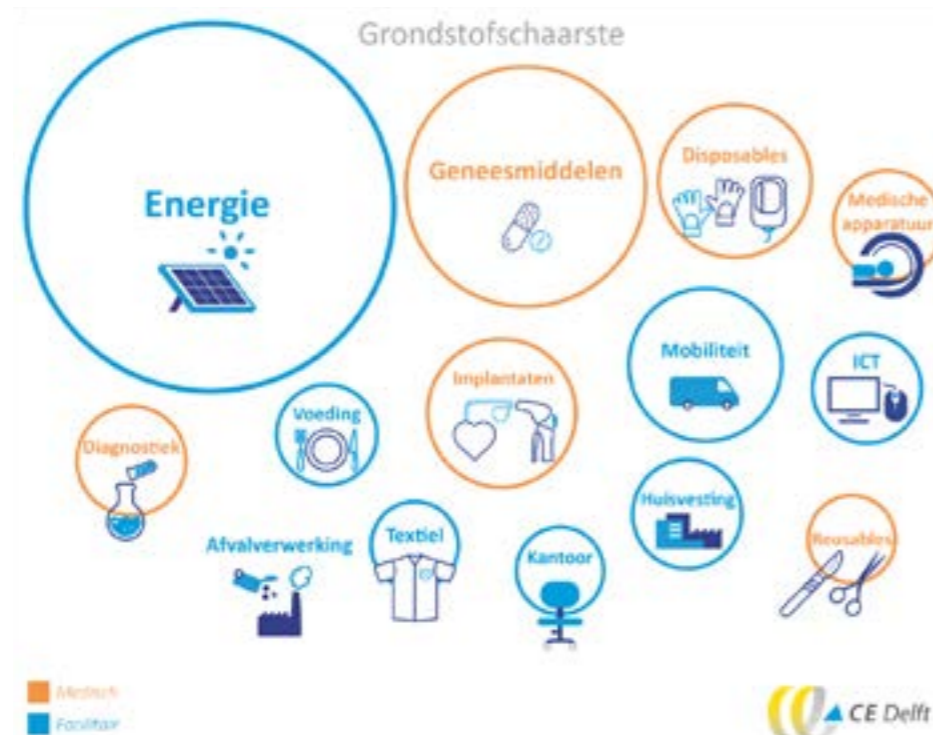 Grondstofschaarste
Energie
Geneesmiddelen
Disposables
Medische
apparatuur
Mobiliteit
ICT
Implantaten
Voeding
Diagnostiek
Huisvesting
Reusables
Afvalverwerking
Textiel
Kantoor
Medisch
Facilitair
CE Delft